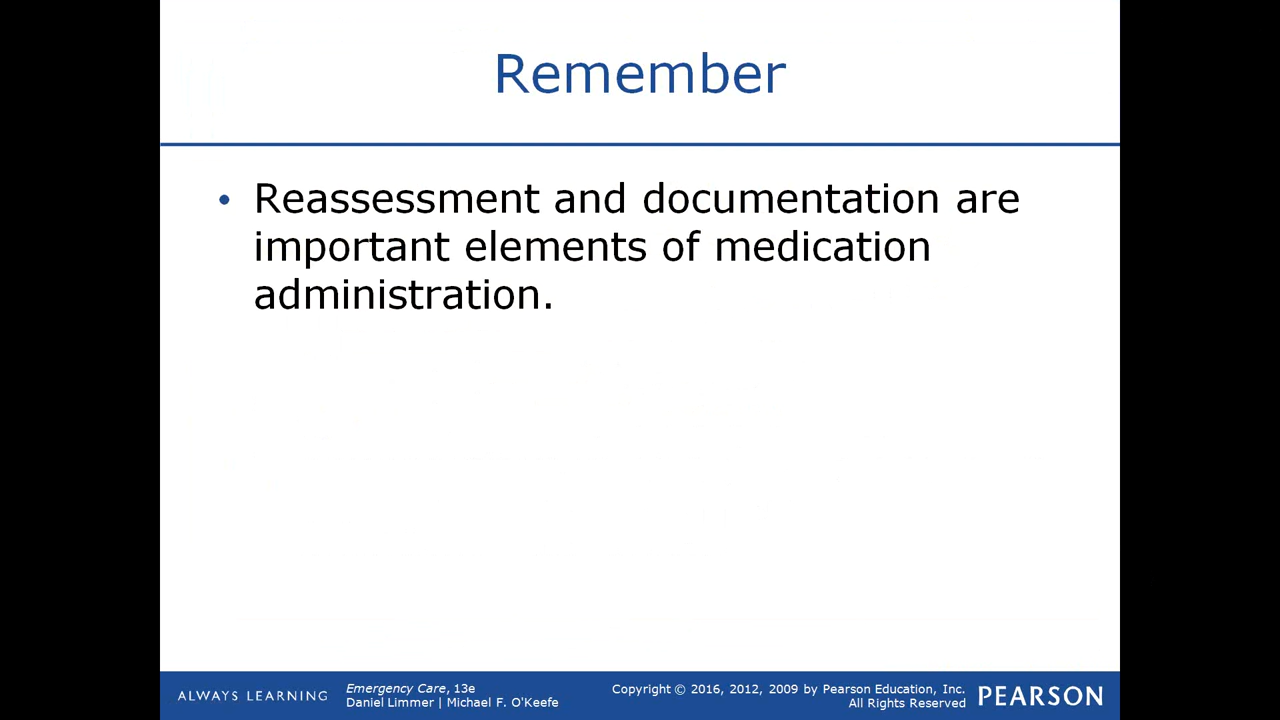 Remember
• Reassessment and documentation are
important elements of medication
administration.
ALWAYS LEARNING
Emergency Care, 13e
Daniel Limmer | Michael F. O'Keefe
Copyright © 2016, 2012, 2009 by Pearson Education, Inc.
All Rights Reserved
PEARSON